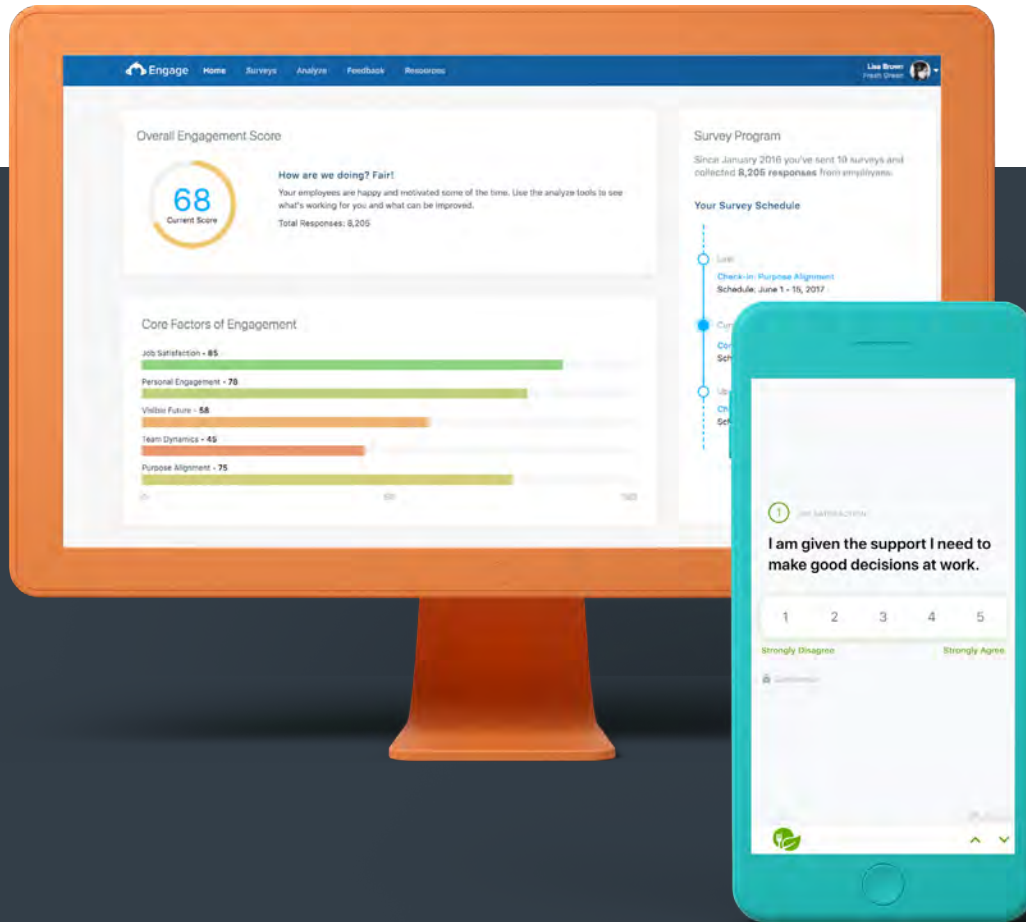 Engage Home Surveys Analyze Feedback Resources
Lisa Brown
Fresh Green
Overall Engagement Score
68
Current Score
How are we doing? Fair!
Your employees are happy and motivated some of the time. Use the analyze tools to see
what's working for you and what can be improved.
Total Responses: 8,205
Core Factors of Engagement
Job Satisfaction - 85
Personal Engagement - 78
Visible Future - 58
Team Dynamics - 45
Purpose Alignment - 75
Survey Program
Since January 2016 you've sent 10 surveys and
collected 8,205 responses from employees.
Your Survey Schedule
Last
Check-in: Purpose Alignment
Schedule: June 1 - 15, 2017
1 JOB SATISFACTION
I am given the support I need to
make good decisions at work.
1 2 3 4 5
Strongly Disagree Strongly Agree